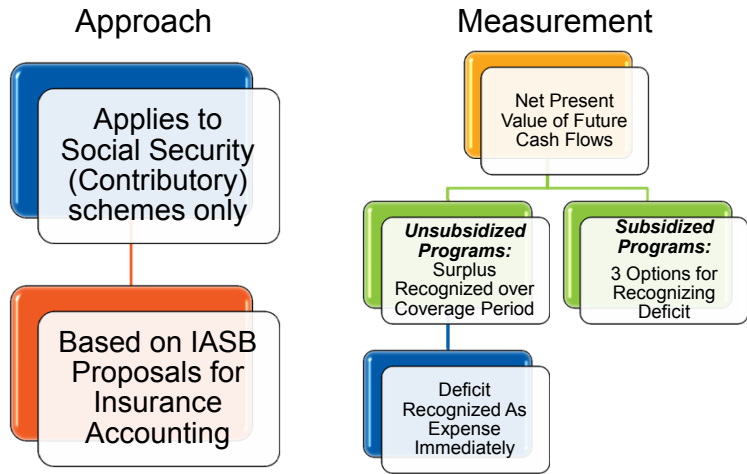 Approach
Applies to
Social Security
(Contributory)
schemes only
Based on IASB
Proposals for
Insurance
Accounting
Measurement
Net Present
Value of Future
Cash Flows
Unsubsidized
Programs:
Surplus
Recognized over
Coverage Period
Subsidized
Programs:
3 Options for
Recognizing
Deficit
Deficit
Recognized As
Expense
Immediately